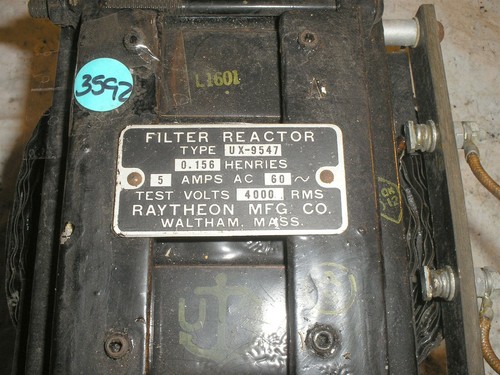 3592
L1601
FILTER REACTOR
TYPE UX-9547
0.156 HENRIES
5 AMPS AC 60 ~
TEST VOLTS 4000 RMS
RAYTHEON MFG. CO.
WALTHAM, MASS.